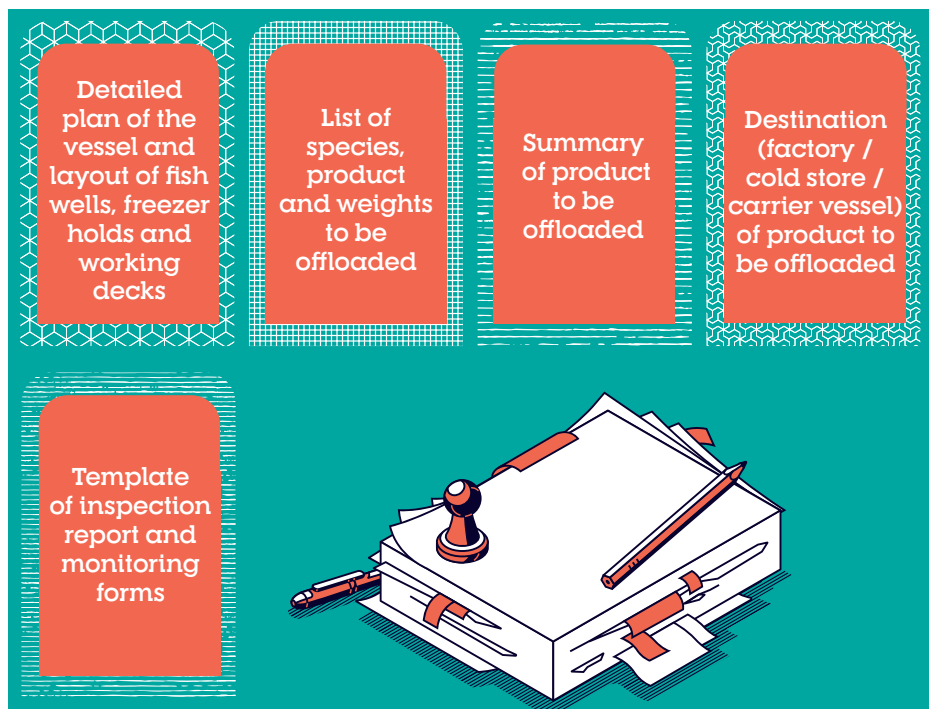 Detailed
plan of the
vessel and
layout of fish
wells, freezer
holds and
working
decks
List of
species,
product
and weights
to be
offloaded
Summary
of product
to be
offloaded
Destination
(factory /
cold store /
carrier vessel)
of product to
be offloaded
Template
of inspection
report and
monitoring
forms